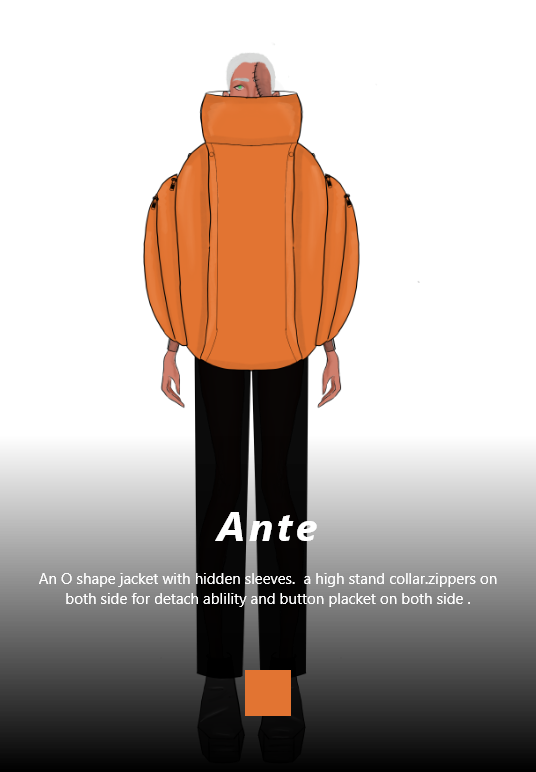 Ante
An O shape jacket with hidden sleeves.  a high stand collar.zippers on
both side for detach ablility and button placket on both side .